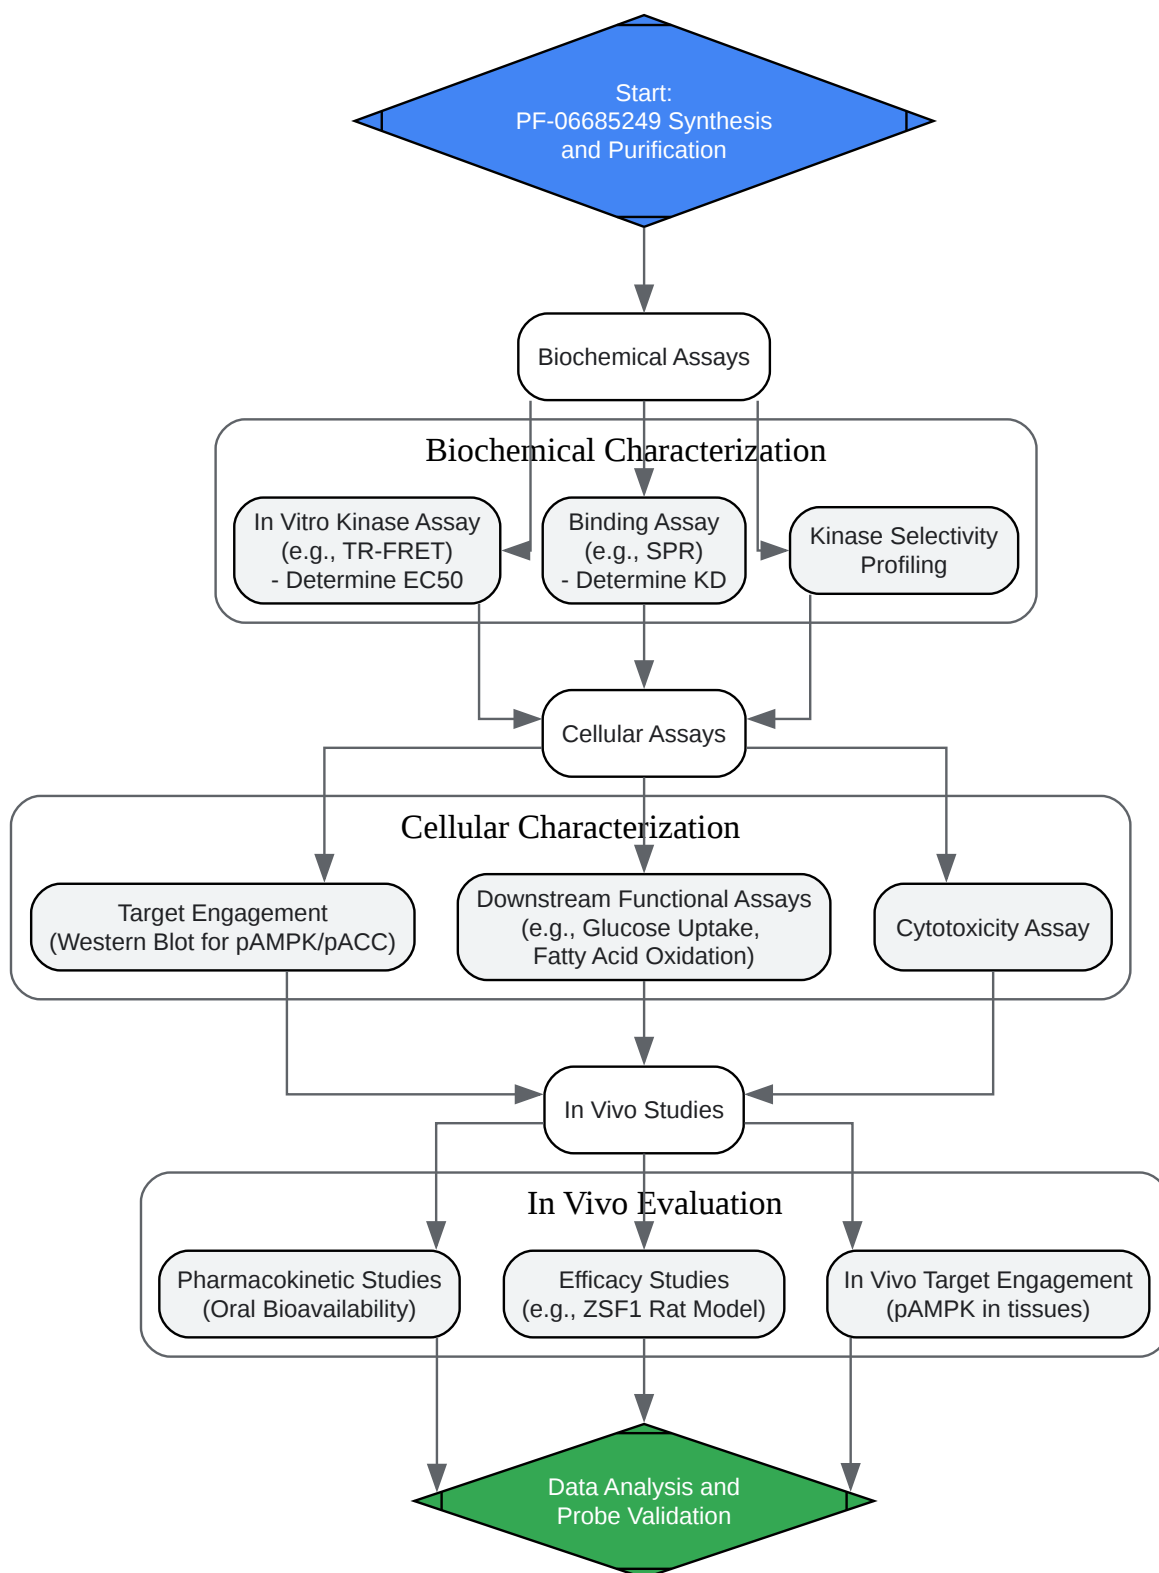 Start:
PF-06685249 Synthesis
and Purification
Biochemical Assays
Biochemical Characterization
In Vitro Kinase Assay
(e.g., TR-FRET)
- Determine EC50
Binding Assay
(e.g., SPR)
- Determine KD
Kinase Selectivity
Profiling
Cellular Assays
Cellular Characterization
Target Engagement
(Western Blot for pAMPK/pACC)
Downstream Functional Assays
(e.g., Glucose Uptake,
Fatty Acid Oxidation)
Cytotoxicity Assay
In Vivo Studies
In Vivo Evaluation
Pharmacokinetic Studies
(Oral Bioavailability)
Efficacy Studies
(e.g., ZSF1 Rat Model)
In Vivo Target Engagement
(pAMPK in tissues)
Data Analysis and
Probe Validation